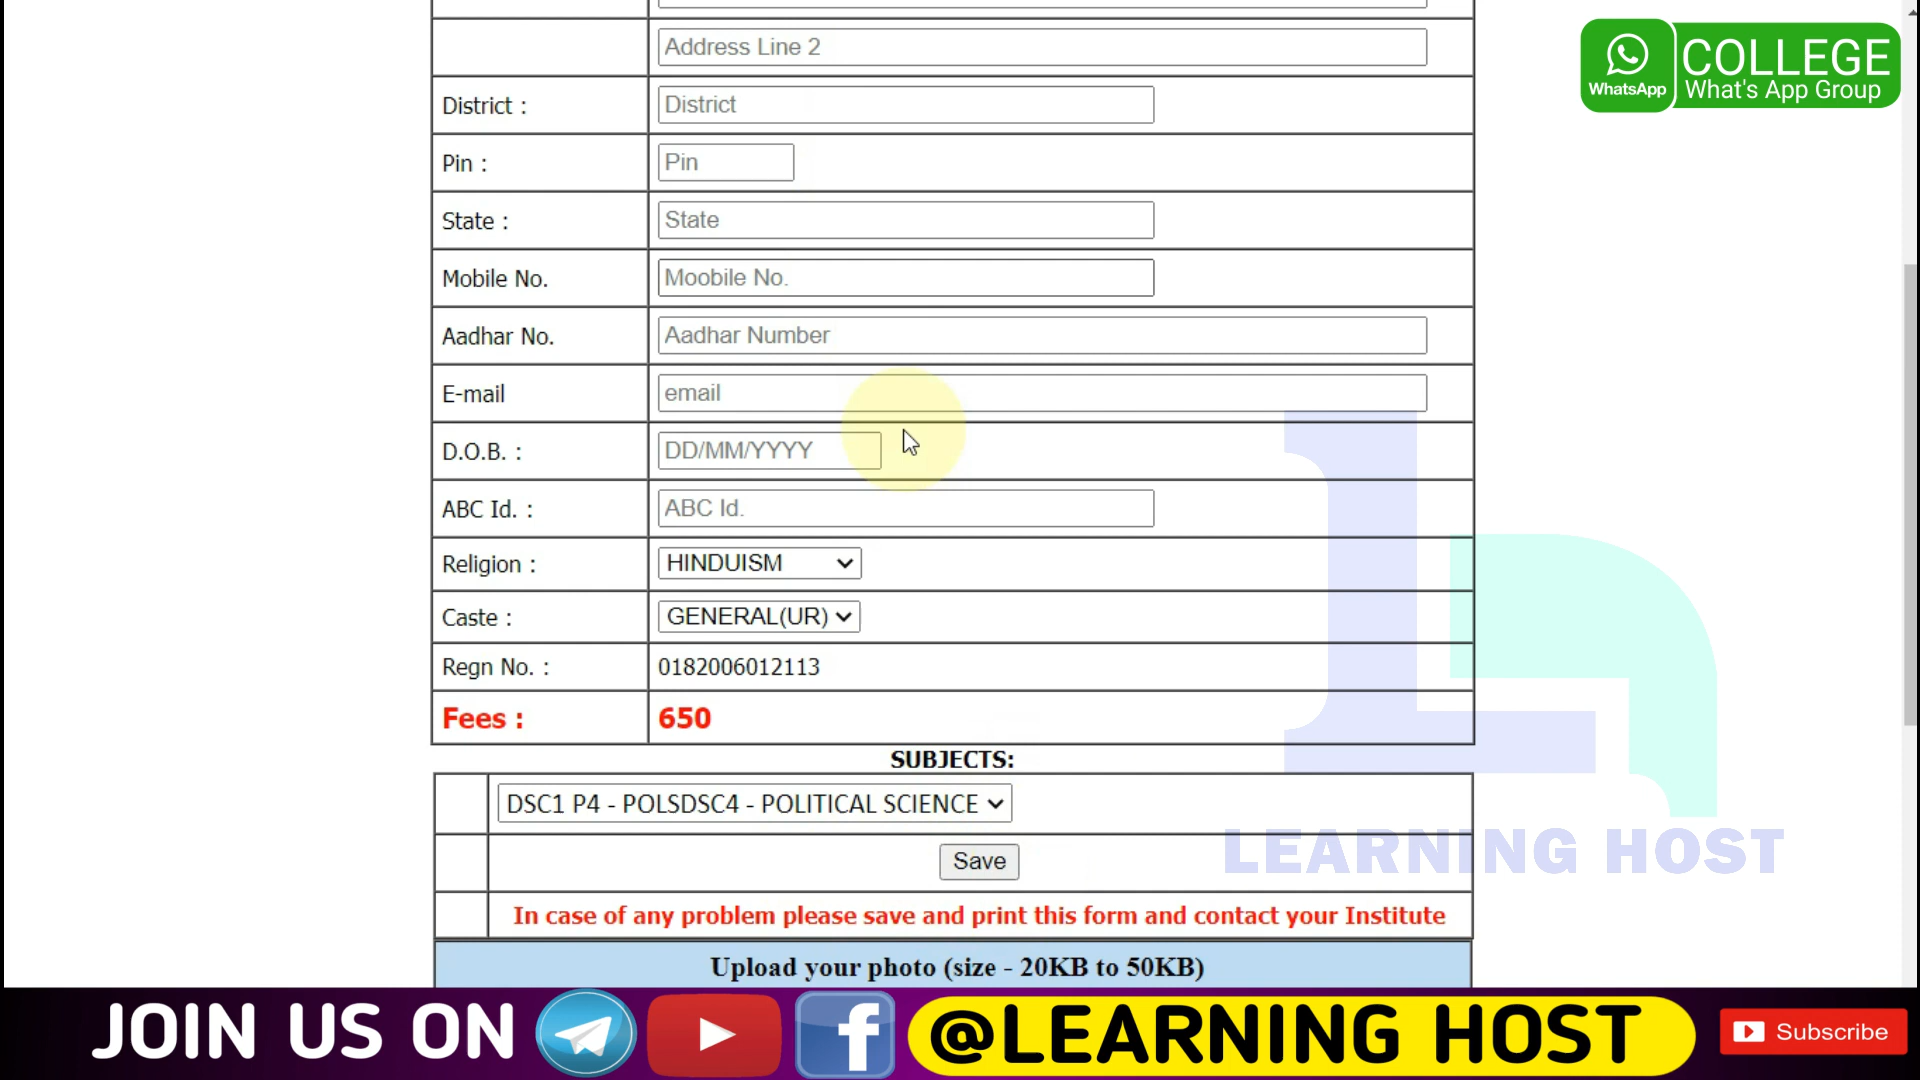 Address Line 2
COLLEGE
WhatsApp What's App Group
District : District
Pin : Pin
State : State
Mobile No. Moobile No.
Aadhar No. Aadhar Number
E-mail email
D.O.B. : DD/MM/YYYY
ABC Id. : ABC Id.
Religion : HINDUISM
Caste : GENERAL(UR)
Regn No. : 0182006012113
Fees : 650
SUBJECTS:
DSC1 P4 - POLSDSC4 - POLITICAL SCIENCE
LEARNING HOST
Save
In case of any problem please save and print this form and contact your Institute
Upload your photo (size - 20KB to 50KB)
JOIN US ON @LEARNING HOST Subscribe